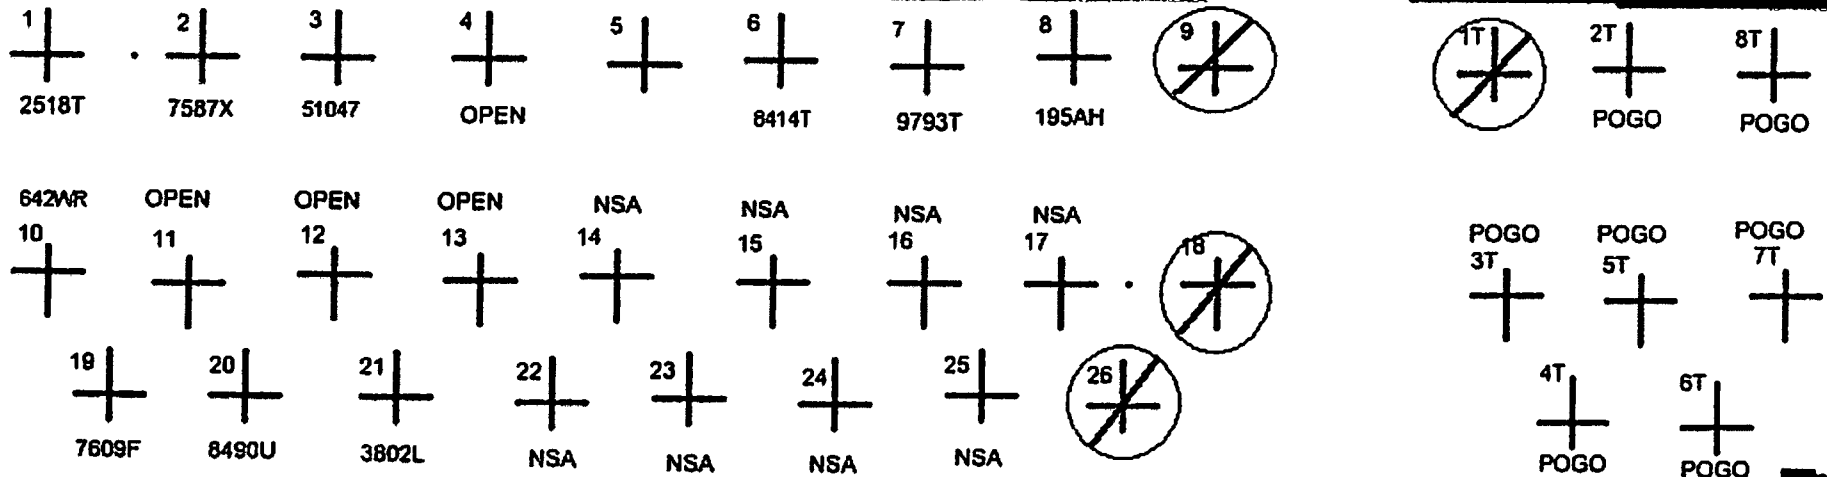 1 2 3 4 5 6 7 8 9 1T 2T 8T
2518T 7587X 51047 OPEN 8414T 9793T 195AH POGO POGO
642WR OPEN OPEN OPEN NSA NSA NSA NSA POGO POGO POGO
10 11 12 13 14 15 16 17 18 3T 5T 7T
19 20 21 22 23 24 25 26 4T 6T
7609F 8490U 3802L NSA NSA NSA NSA POGO POGO